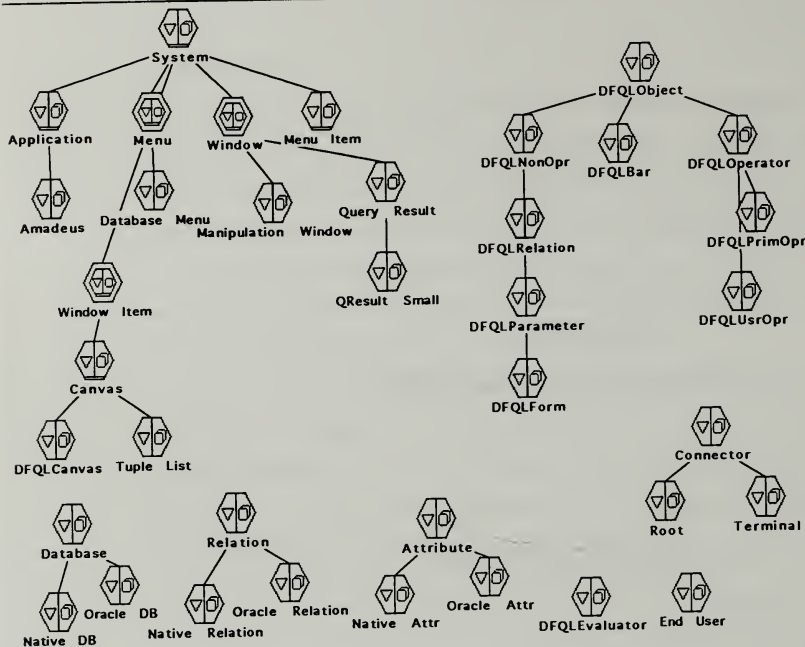 System
DFQLObject
Application
Menu
Window
Menu Item
DFQLNonOpr
DFQLBar
DFQLOperator
Amadeus
Database Menu
Manipulation Window
Query Result
DFQLRelation
DFQLPrimOpr
Window Item
QResult Small
DFQLParameter
DFQLUsrOpr
Canvas
DFQLForm
DFQLCanvas
Tuple List
Connector
Root
Terminal
Database
Relation
Attribute
Native DB
Oracle DB
Native Relation
Oracle Relation
Native Attr
Oracle Attr
DFQLEvaluator
End User